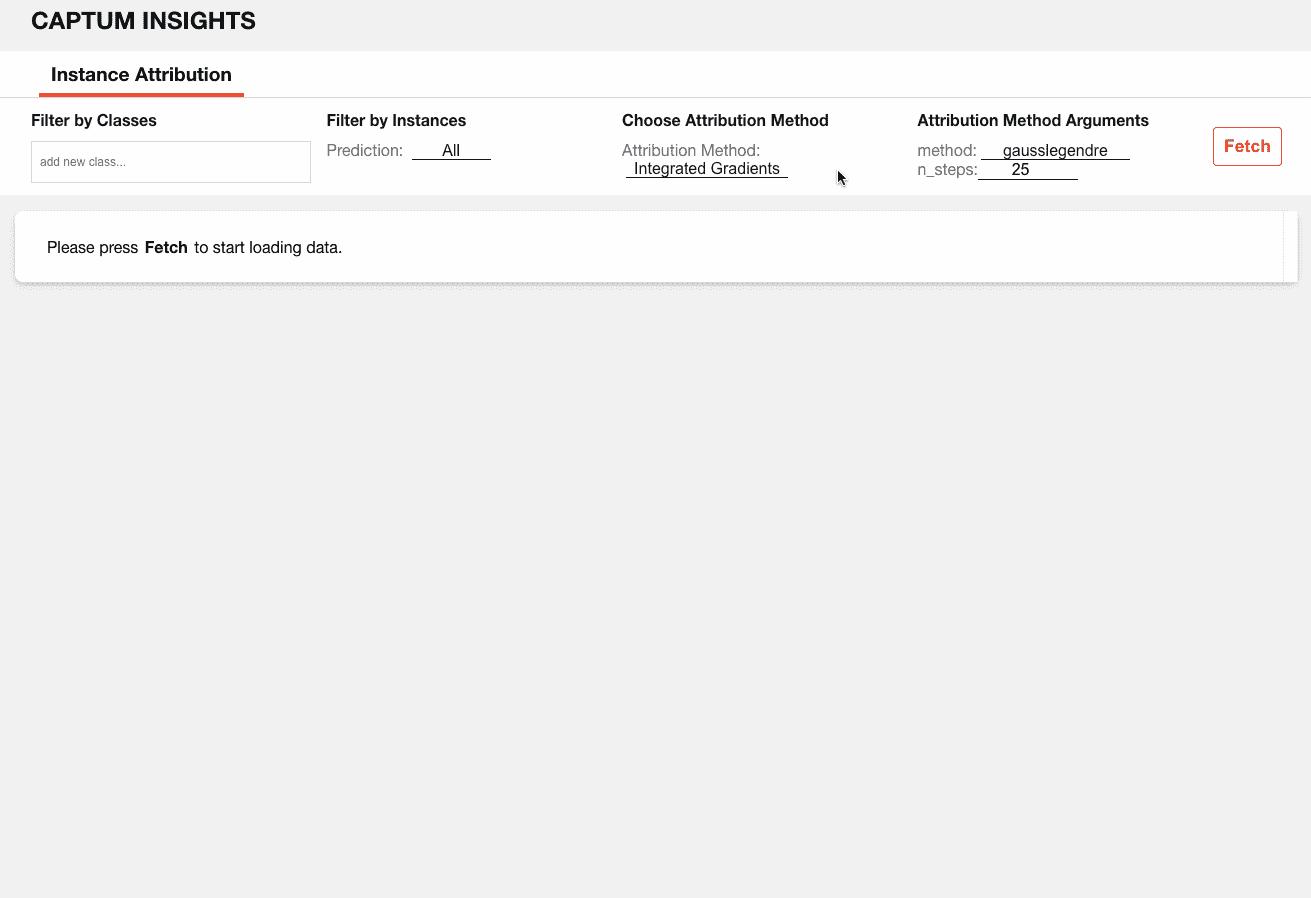 CAPTUM INSIGHTS
Instance Attribution
Filter by Classes
add new class...
Filter by Instances
Prediction: All
Choose Attribution Method
Attribution Method:
Integrated Gradients
Attribution Method Arguments
method: gausslegendre
n_steps: 25
Fetch
Please press Fetch to start loading data.